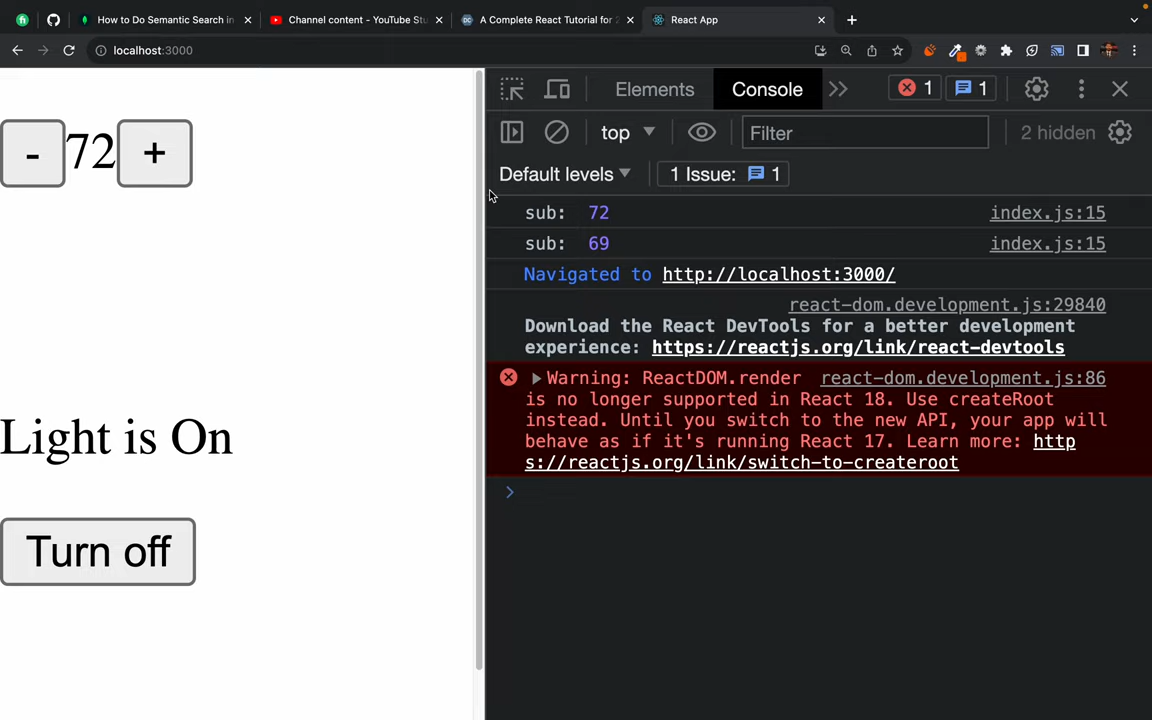 How to Do Semantic Search in
Channel content - YouTube Stu
A Complete React Tutorial for 2
React App
localhost:3000
- 72 +
Light is On
Turn off
Elements
Console
1
1
top
Filter
2 hidden
Default levels
1 Issue: 1
sub: 72 index.js:15
sub: 69 index.js:15
Navigated to http://localhost:3000/
react-dom.development.js:29840
Download the React DevTools for a better development
experience: https://reactjs.org/link/react-devtools
Warning: ReactDOM.render react-dom.development.js:86
is no longer supported in React 18. Use createRoot
instead. Until you switch to the new API, your app will
behave as if it's running React 17. Learn more: http
s://reactjs.org/link/switch-to-createroot